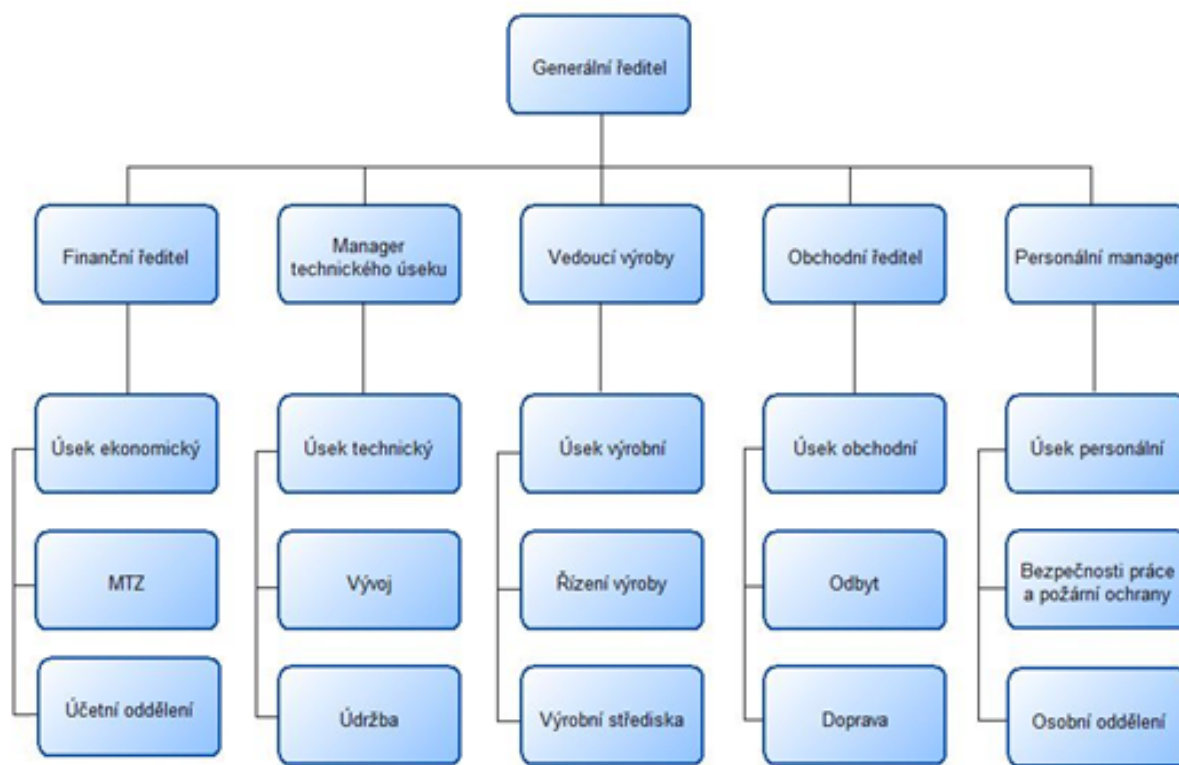 Generální ředitel
Finanční ředitel
Manager
technického úseku
Vedoucí výroby
Obchodní ředitel
Personální manager
Úsek ekonomický
Úsek technický
Úsek výrobní
Úsek obchodní
Úsek personální
MTZ
Vývoj
Řízení výroby
Odbyt
Bezpečnosti práce
a požární ochrany
Účetní oddělení
Údržba
Výrobní střediska
Doprava
Osobní oddělení